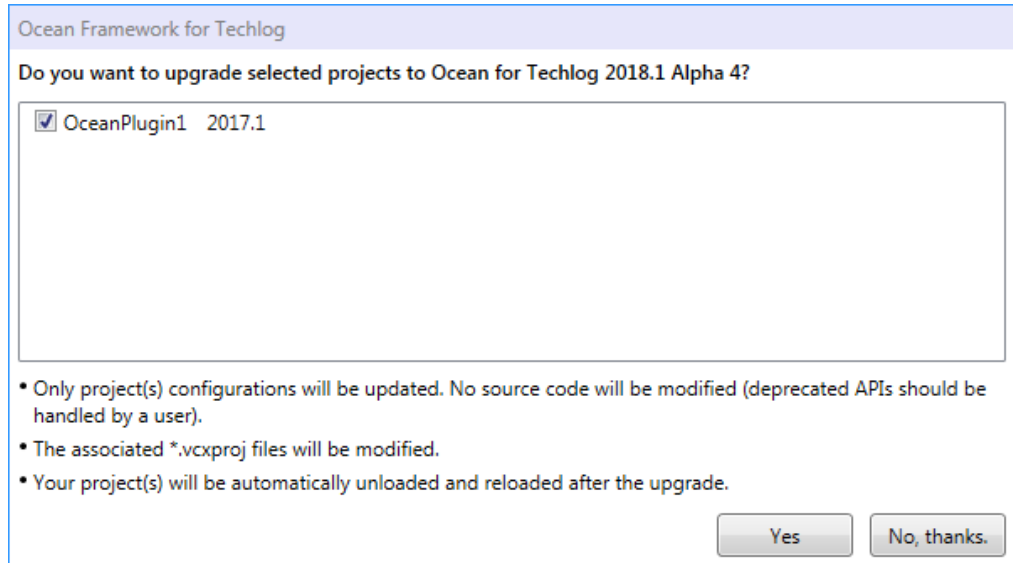 Ocean Framework for Techlog
Do you want to upgrade selected projects to Ocean for Techlog 2018.1 Alpha 4?
OceanPlugin1 2017.1
• Only project(s) configurations will be updated. No source code will be modified (deprecated APIs should be
handled by a user).
• The associated *.vcxproj files will be modified.
• Your project(s) will be automatically unloaded and reloaded after the upgrade.
Yes No, thanks.